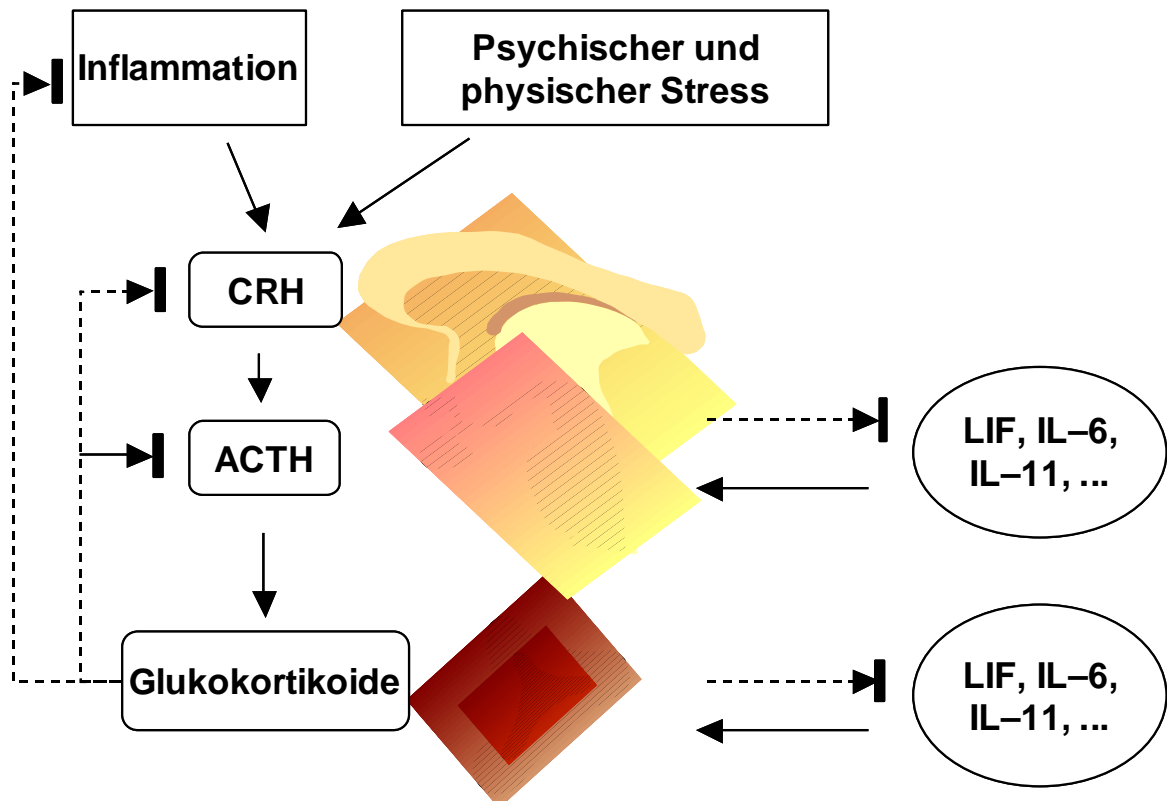 Inflammation
Psychischer und
physischer Stress
CRH
ACTH
LIF, IL–6,
IL–11, ...
Glukokortikoide
LIF, IL–6,
IL–11, ...